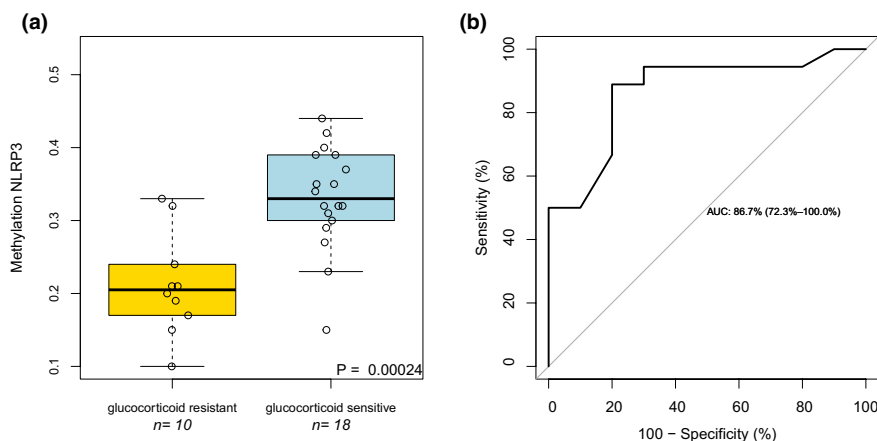 (a)
Methylation NLRP3
0.5
0.4
0.3
0.2
0.1
P = 0.00024
glucocorticoid resistant
n= 10
glucocorticoid sensitive
n= 18
(b)
Sensitivity (%)
100
80
60
40
20
0
AUC: 86.7% (72.3%–100.0%)
0 20 40 60 80 100
100 − Specificity (%)